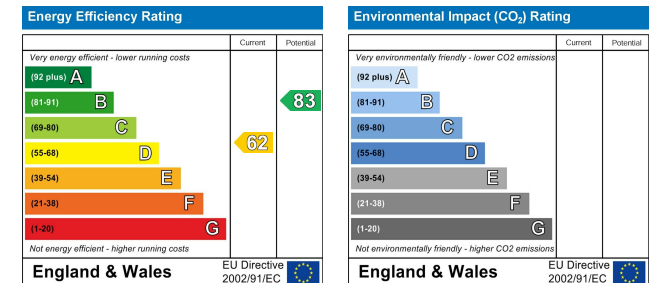 Energy Efficiency Rating
Current Potential
Very energy efficient - lower running costs
(92 plus) A
(81-91) B
83
(69-80) C
62
(55-68) D
(39-54) E
(21-38) F
(1-20) G
Not energy efficient - higher running costs
England & Wales
EU Directive
2002/91/EC
Environmental Impact (CO₂) Rating
Current Potential
Very environmentally friendly - lower CO2 emissions
(92 plus) A
(81-91) B
(69-80) C
(55-68) D
(39-54) E
(21-38) F
(1-20) G
Not environmentally friendly - higher CO2 emissions
England & Wales
EU Directive
2002/91/EC